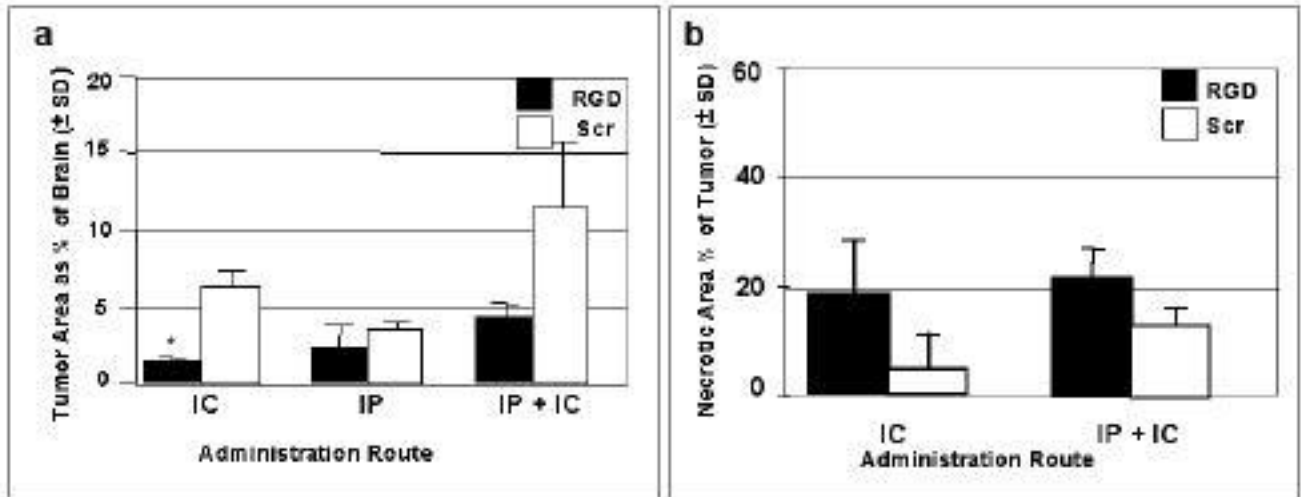 a
Tumor Area as % of Brain (± SD)
20
15
10
5
0
RGD
Scr
*
IC
IP
IP + IC
Administration Route
b
Necrotic Area % of Tumor (± SD)
60
40
20
0
RGD
Scr
IC
IP + IC
Administration Route